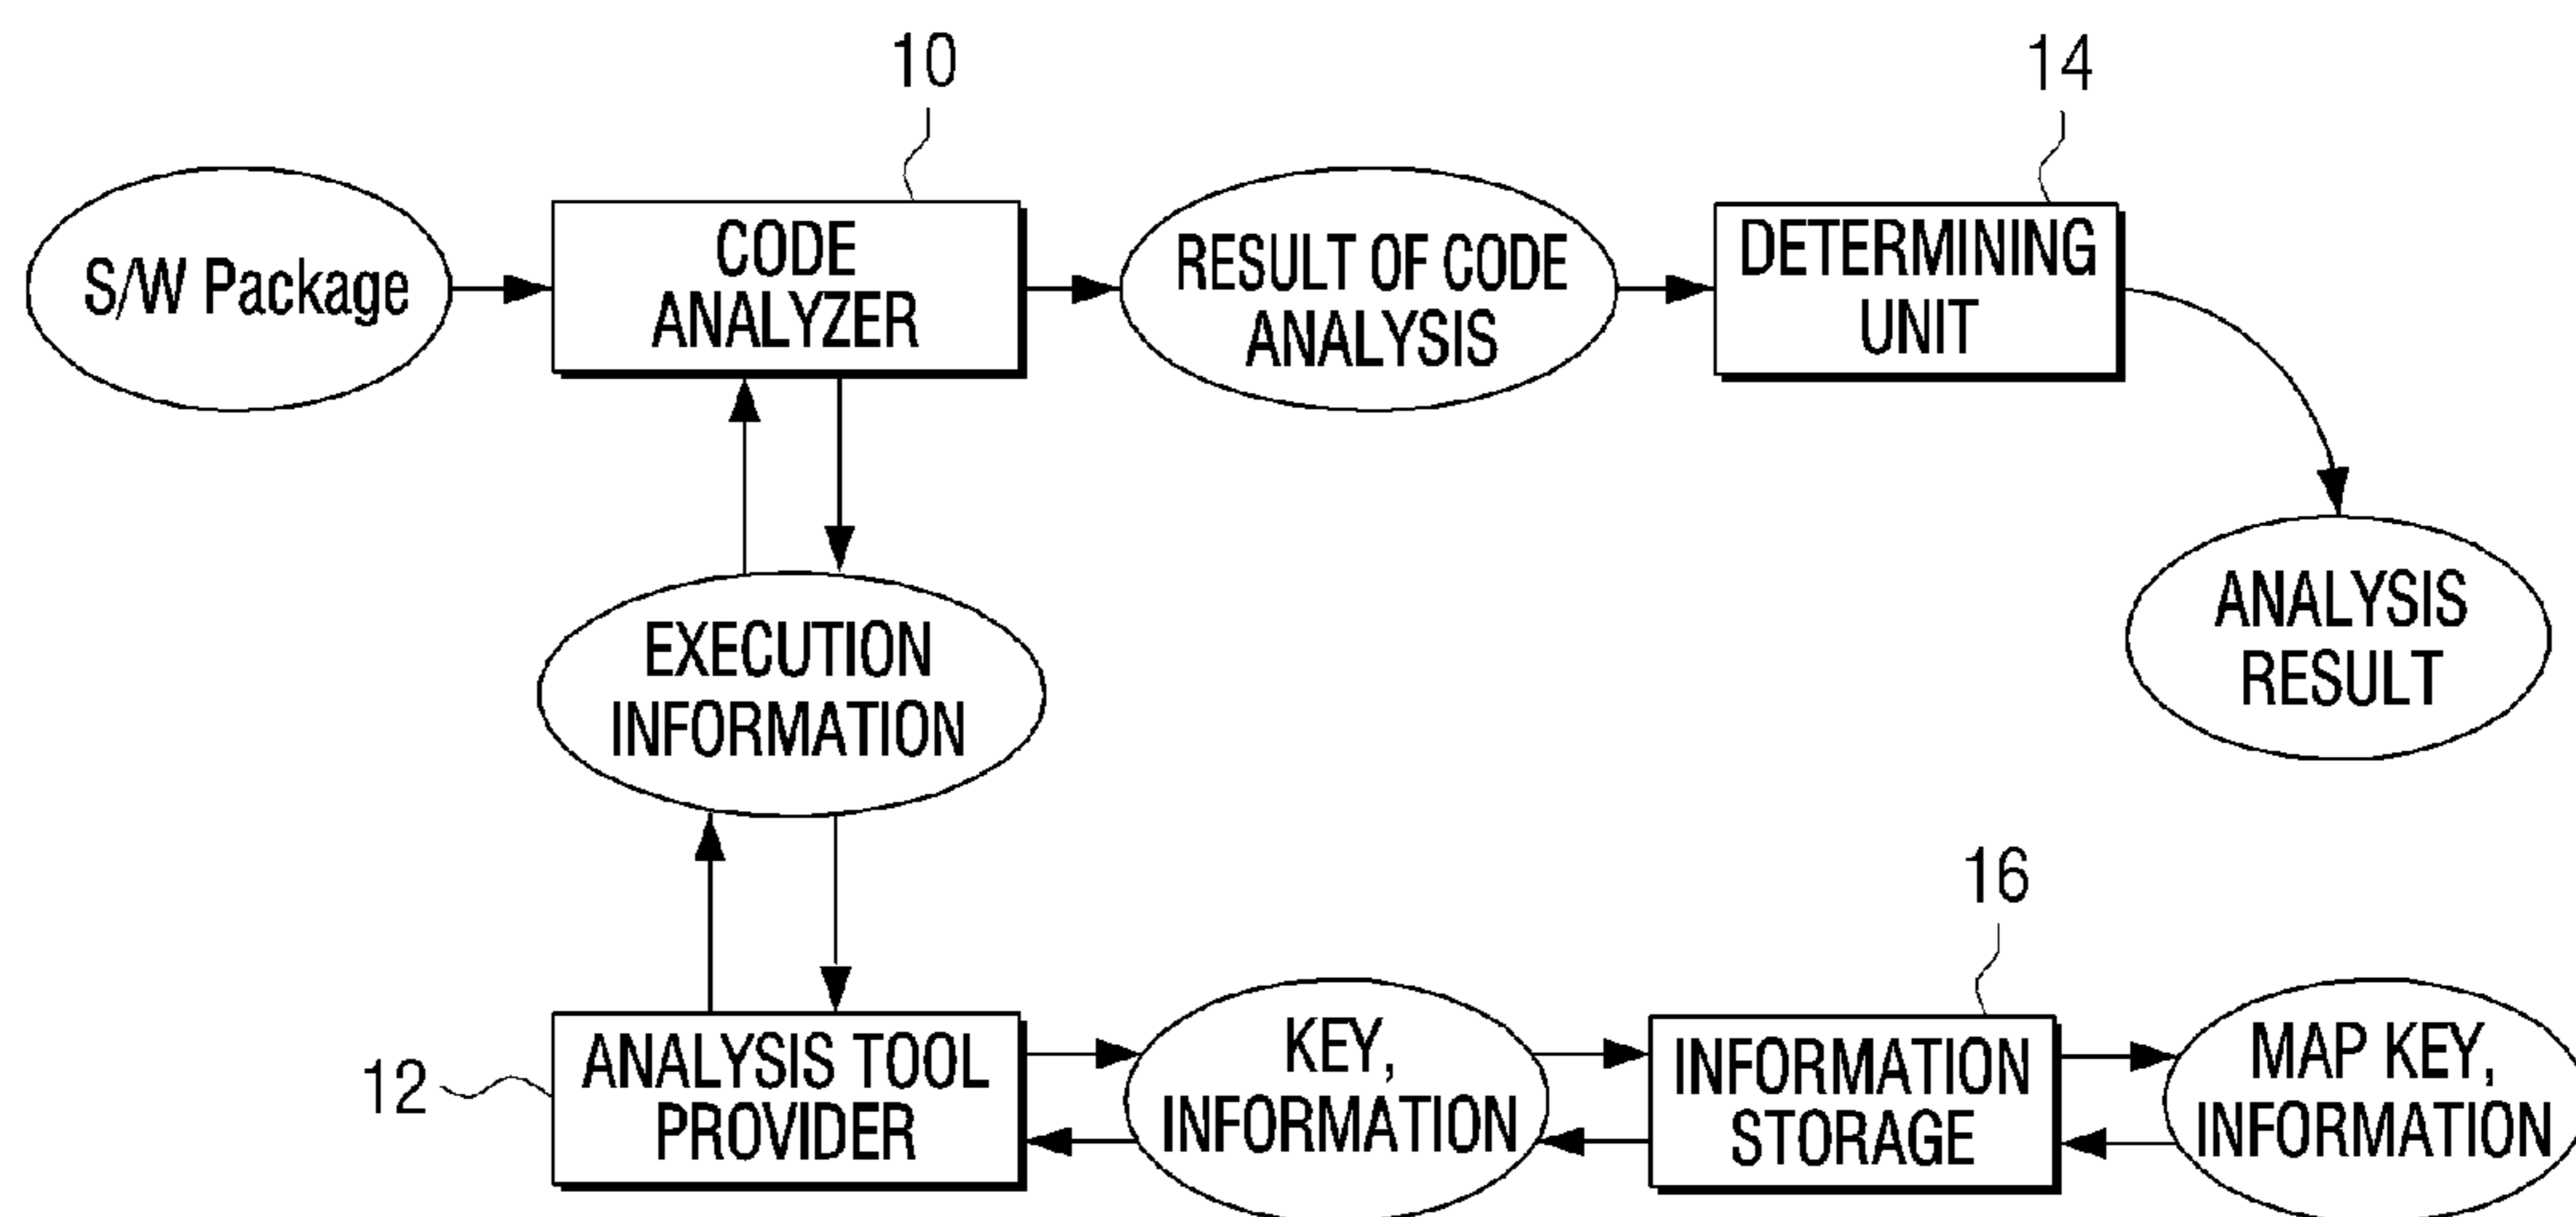 10
14
S/W Package
CODE
ANALYZER
RESULT OF CODE
ANALYSIS
DETERMINING
UNIT
EXECUTION
INFORMATION
ANALYSIS
RESULT
16
12
ANALYSIS TOOL
PROVIDER
KEY,
INFORMATION
INFORMATION
STORAGE
MAP KEY,
INFORMATION